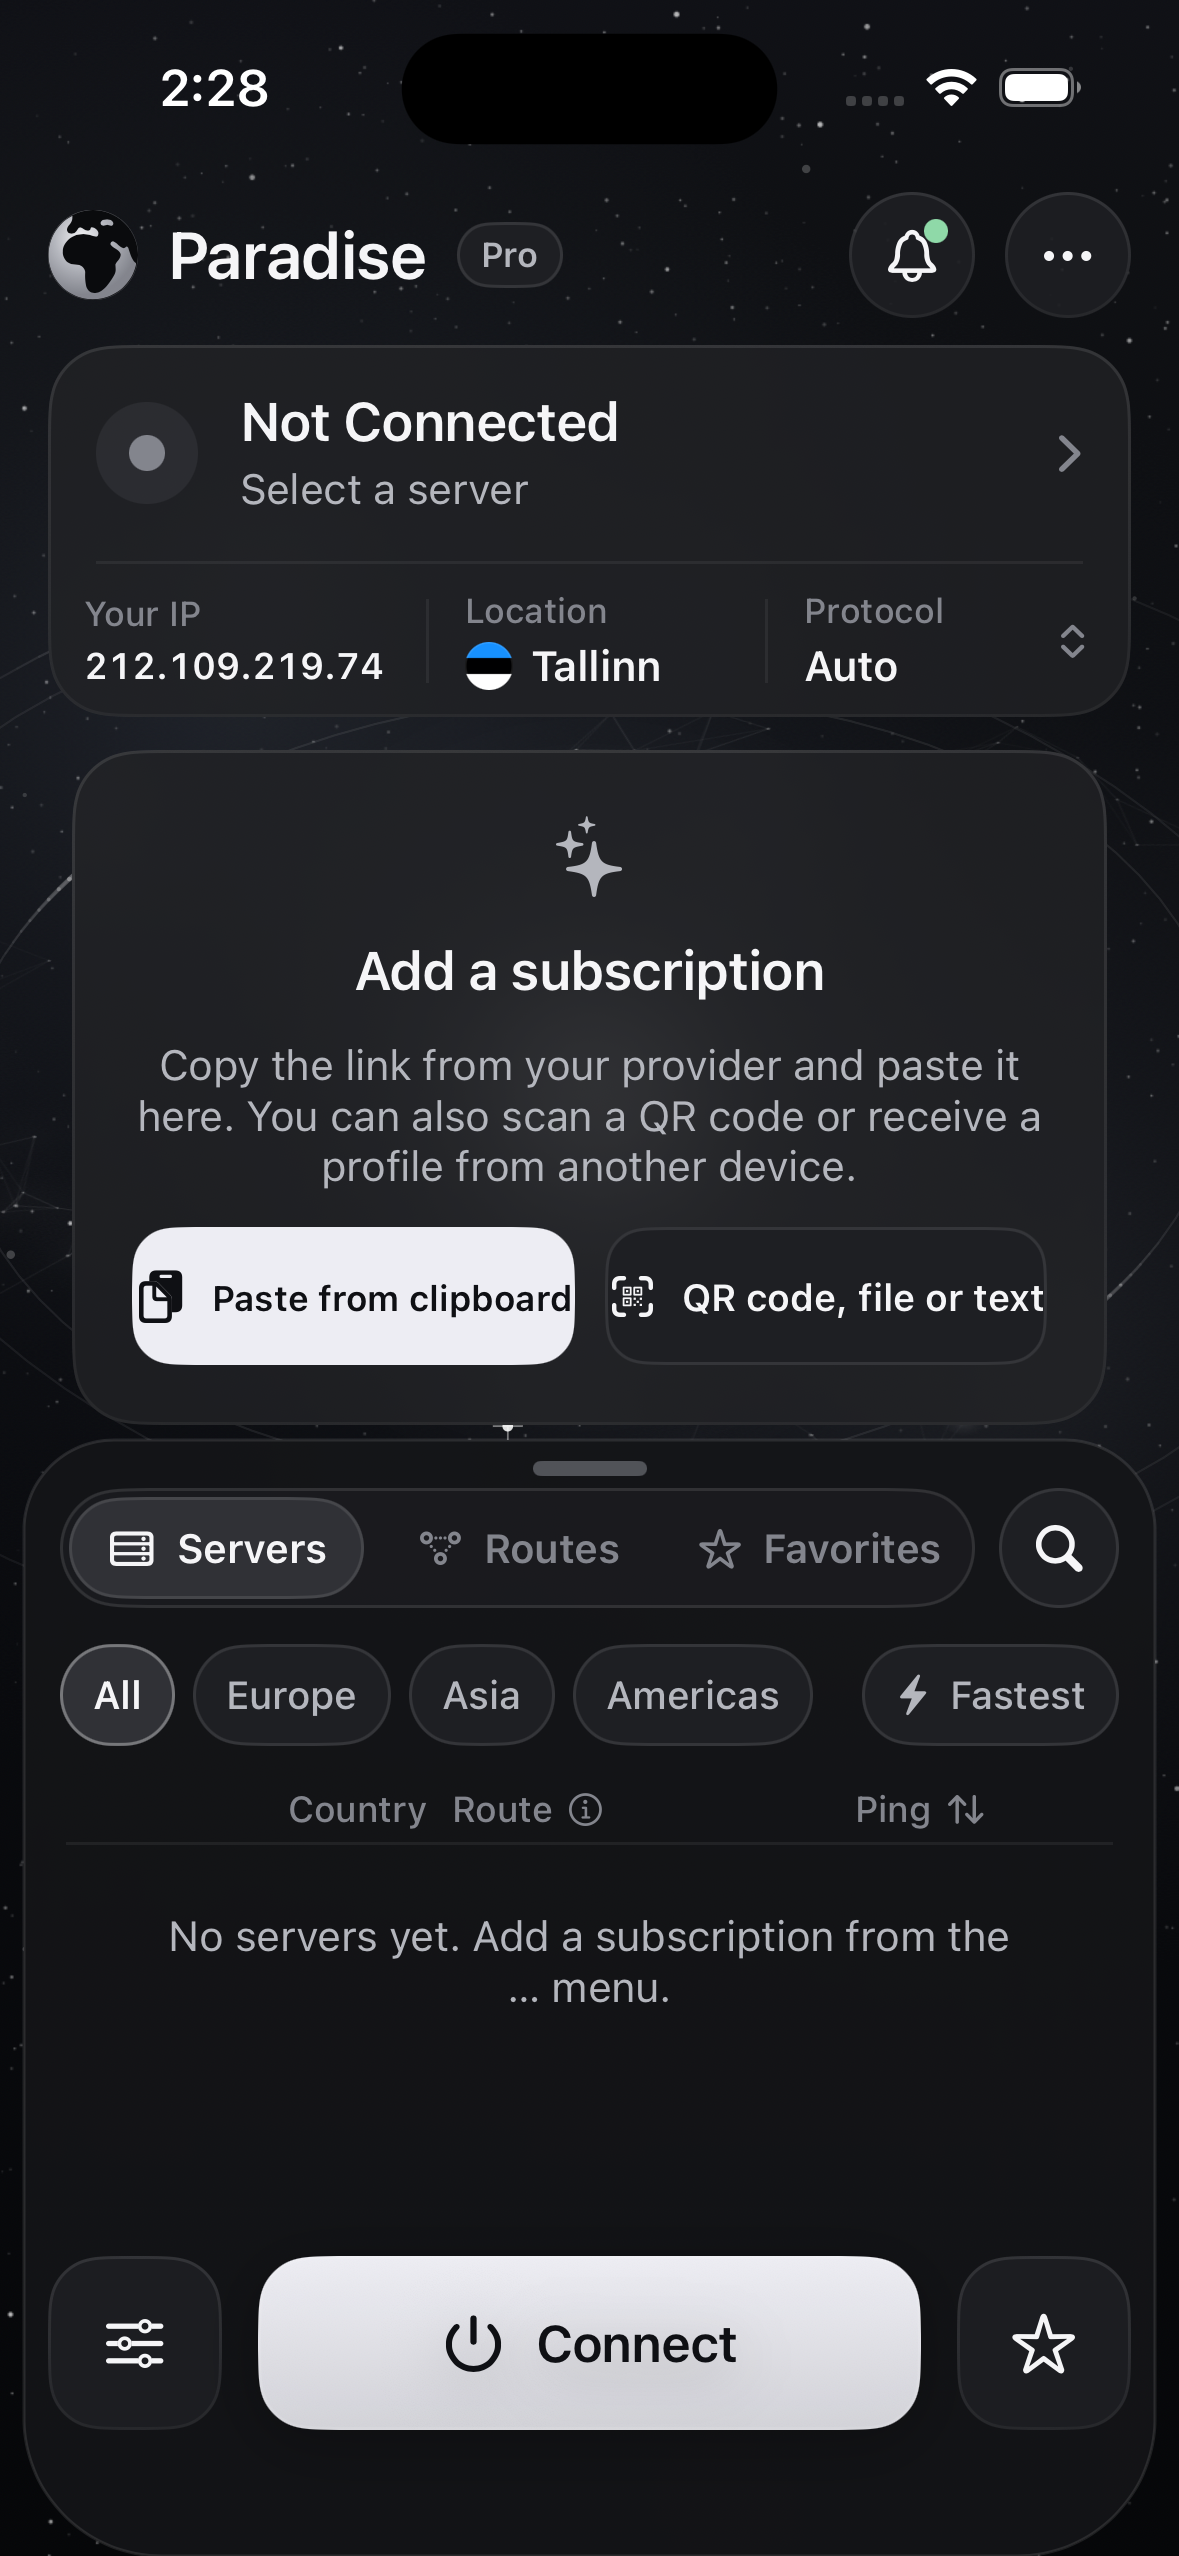 2:28
Paradise Pro
Not Connected
Select a server
Your IP
212.109.219.74
Location
Tallinn
Protocol
Auto
Add a subscription
Copy the link from your provider and paste it
here. You can also scan a QR code or receive a
profile from another device.
Paste from clipboard
QR code, file or text
Servers Routes Favorites
All Europe Asia Americas Fastest
Country Route Ping
No servers yet. Add a subscription from the
... menu.
Connect